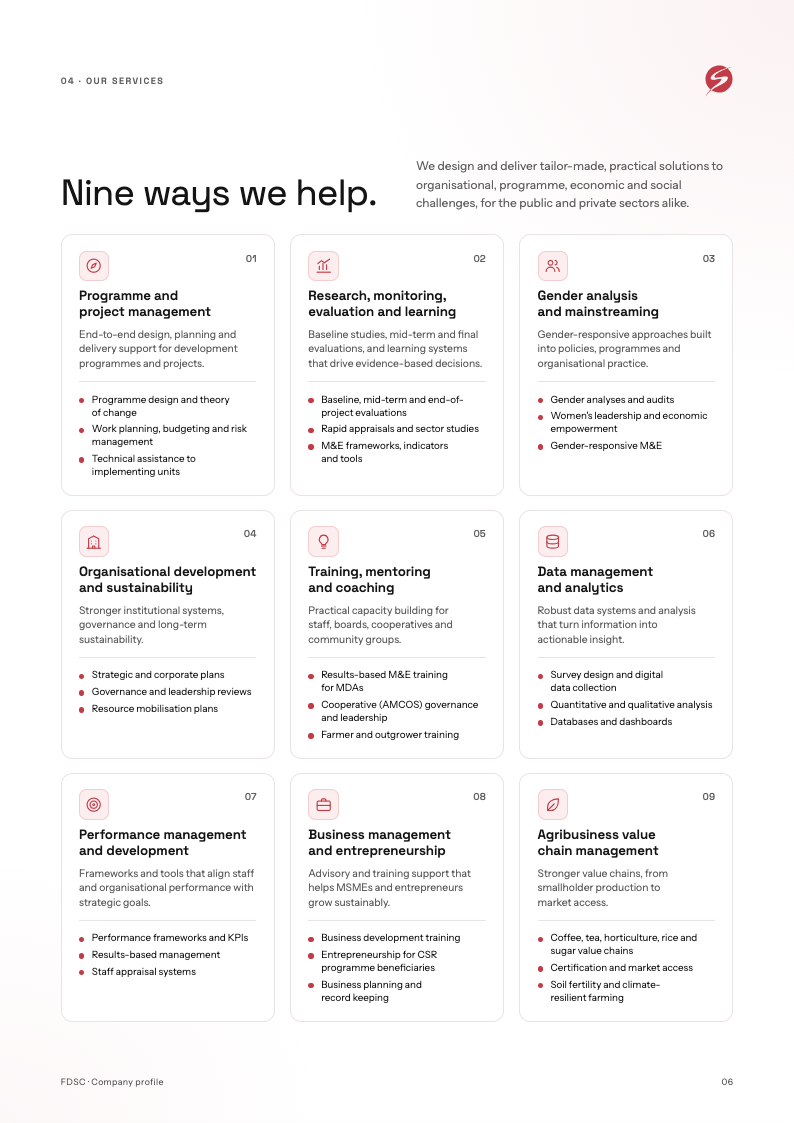 04 · OUR SERVICES
Nine ways we help.
We design and deliver tailor-made, practical solutions to
organisational, programme, economic and social
challenges, for the public and private sectors alike.
01
Programme and
project management
End-to-end design, planning and
delivery support for development
programmes and projects.
Programme design and theory
of change
Work planning, budgeting and risk
management
Technical assistance to
implementing units
02
Research, monitoring,
evaluation and learning
Baseline studies, mid-term and final
evaluations, and learning systems
that drive evidence-based decisions.
Baseline, mid-term and end-of-
project evaluations
Rapid appraisals and sector studies
M&E frameworks, indicators
and tools
03
Gender analysis
and mainstreaming
Gender-responsive approaches built
into policies, programmes and
organisational practice.
Gender analyses and audits
Women's leadership and economic
empowerment
Gender-responsive M&E
04
Organisational development
and sustainability
Stronger institutional systems,
governance and long-term
sustainability.
Strategic and corporate plans
Governance and leadership reviews
Resource mobilisation plans
05
Training, mentoring
and coaching
Practical capacity building for
staff, boards, cooperatives and
community groups.
Results-based M&E training
for MDAs
Cooperative (AMCOS) governance
and leadership
Farmer and outgrower training
06
Data management
and analytics
Robust data systems and analysis
that turn information into
actionable insight.
Survey design and digital
data collection
Quantitative and qualitative analysis
Databases and dashboards
07
Performance management
and development
Frameworks and tools that align staff
and organisational performance with
strategic goals.
Performance frameworks and KPIs
Results-based management
Staff appraisal systems
08
Business management
and entrepreneurship
Advisory and training support that
helps MSMEs and entrepreneurs
grow sustainably.
Business development training
Entrepreneurship for CSR
programme beneficiaries
Business planning and
record keeping
09
Agribusiness value
chain management
Stronger value chains, from
smallholder production to
market access.
Coffee, tea, horticulture, rice and
sugar value chains
Certification and market access
Soil fertility and climate-
resilient farming
FDSC · Company profile
06